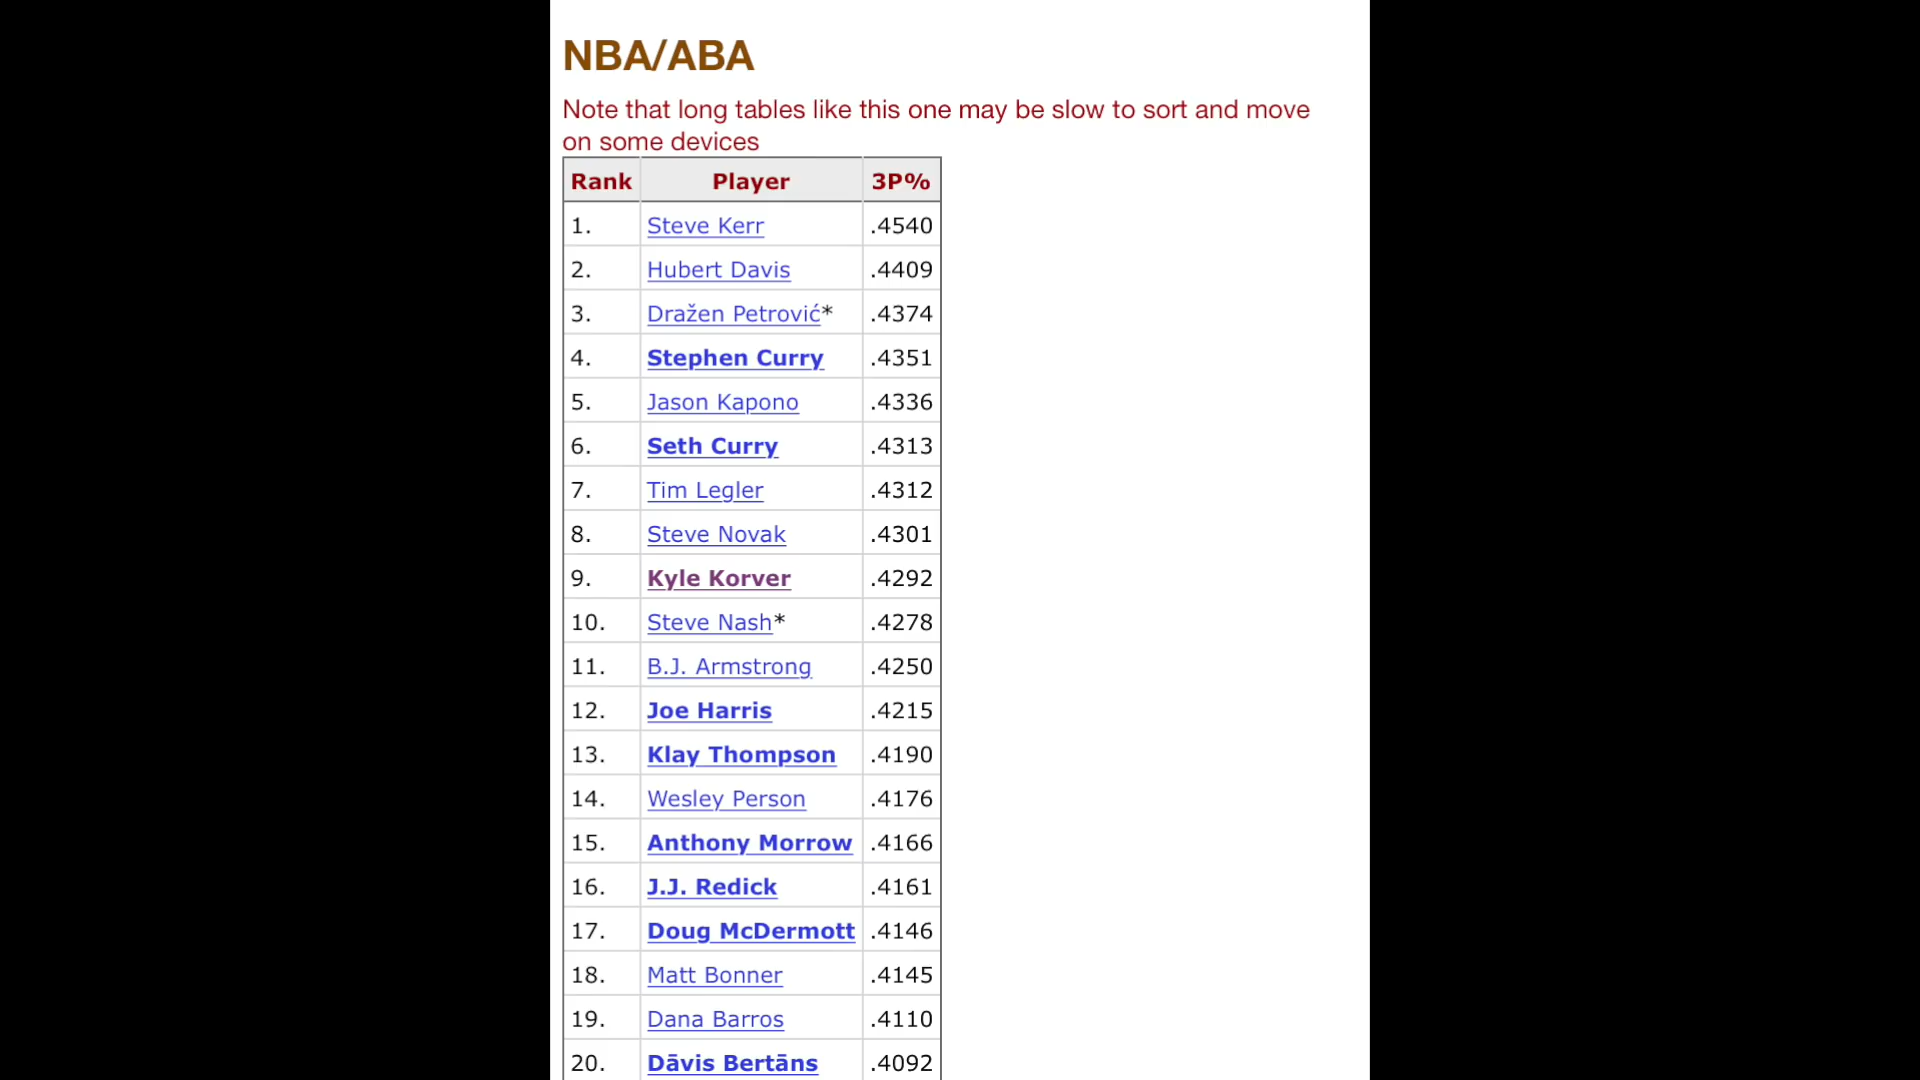 NBA/ABA
Note that long tables like this one may be slow to sort and move
on some devices
Rank Player 3P%
1. Steve Kerr .4540
2. Hubert Davis .4409
3. Dražen Petrović* .4374
4. Stephen Curry .4351
5. Jason Kapono .4336
6. Seth Curry .4313
7. Tim Legler .4312
8. Steve Novak .4301
9. Kyle Korver .4292
10. Steve Nash* .4278
11. B.J. Armstrong .4250
12. Joe Harris .4215
13. Klay Thompson .4190
14. Wesley Person .4176
15. Anthony Morrow .4166
16. J.J. Redick .4161
17. Doug McDermott .4146
18. Matt Bonner .4145
19. Dana Barros .4110
20. Dāvis Bertāns .4092